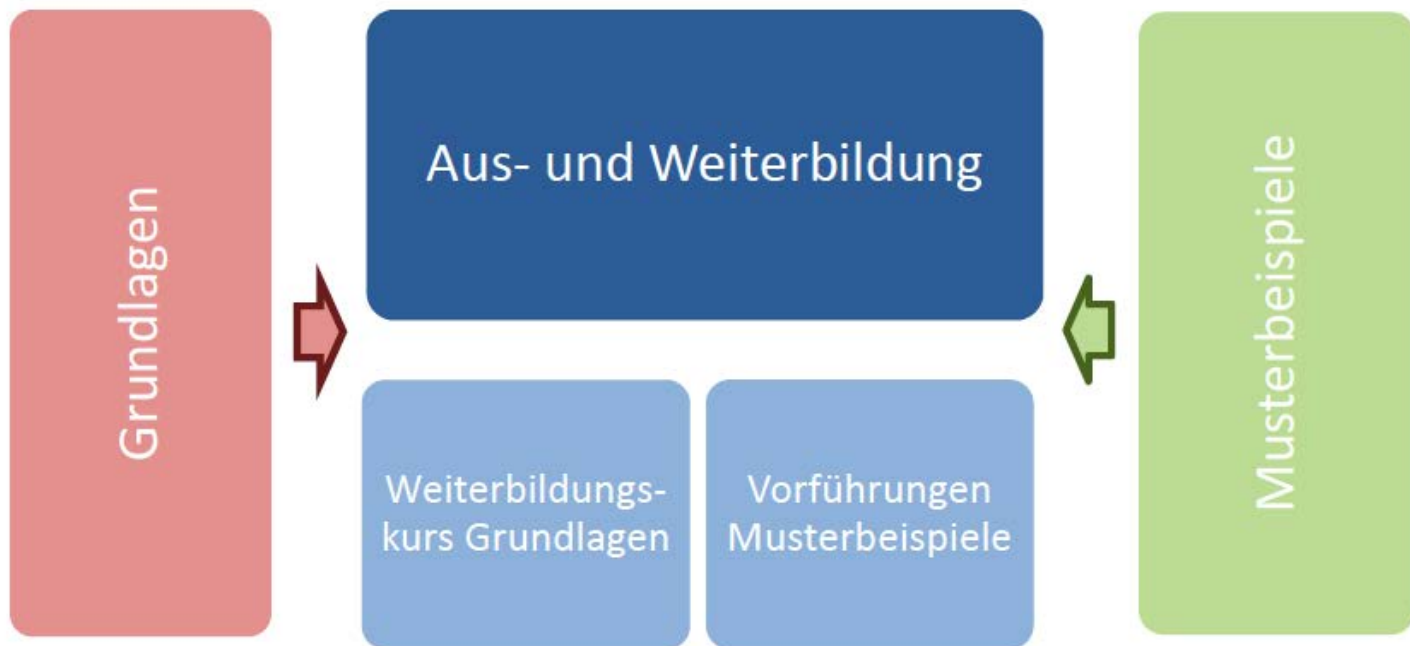 Grundlagen
Aus- und Weiterbildung
Weiterbildungs-
kurs Grundlagen
Vorführungen
Musterbeispiele
Musterbeispiele